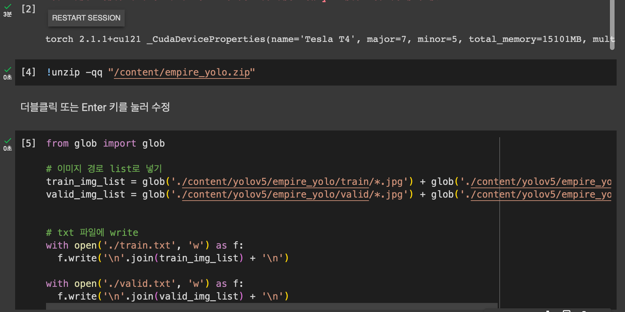 3분
[2]
RESTART SESSION
torch 2.1.1+cu121 _CudaDeviceProperties(name='Tesla T4', major=7, minor=5, total_memory=15101MB, mult
0초
[4] !unzip -qq "/content/empire_yolo.zip"
더블클릭 또는 Enter 키를 눌러 수정
0초
[5] from glob import glob
# 이미지 경로 list로 넣기
train_img_list = glob('./content/yolov5/empire_yolo/train/*.jpg') + glob('./content/yolov5/empire_yo
valid_img_list = glob('./content/yolov5/empire_yolo/valid/*.jpg') + glob('./content/yolov5/empire_yo
# txt 파일에 write
with open('./train.txt', 'w') as f:
  f.write('\n'.join(train_img_list) + '\n')
with open('./valid.txt', 'w') as f:
  f.write('\n'.join(valid_img_list) + '\n')